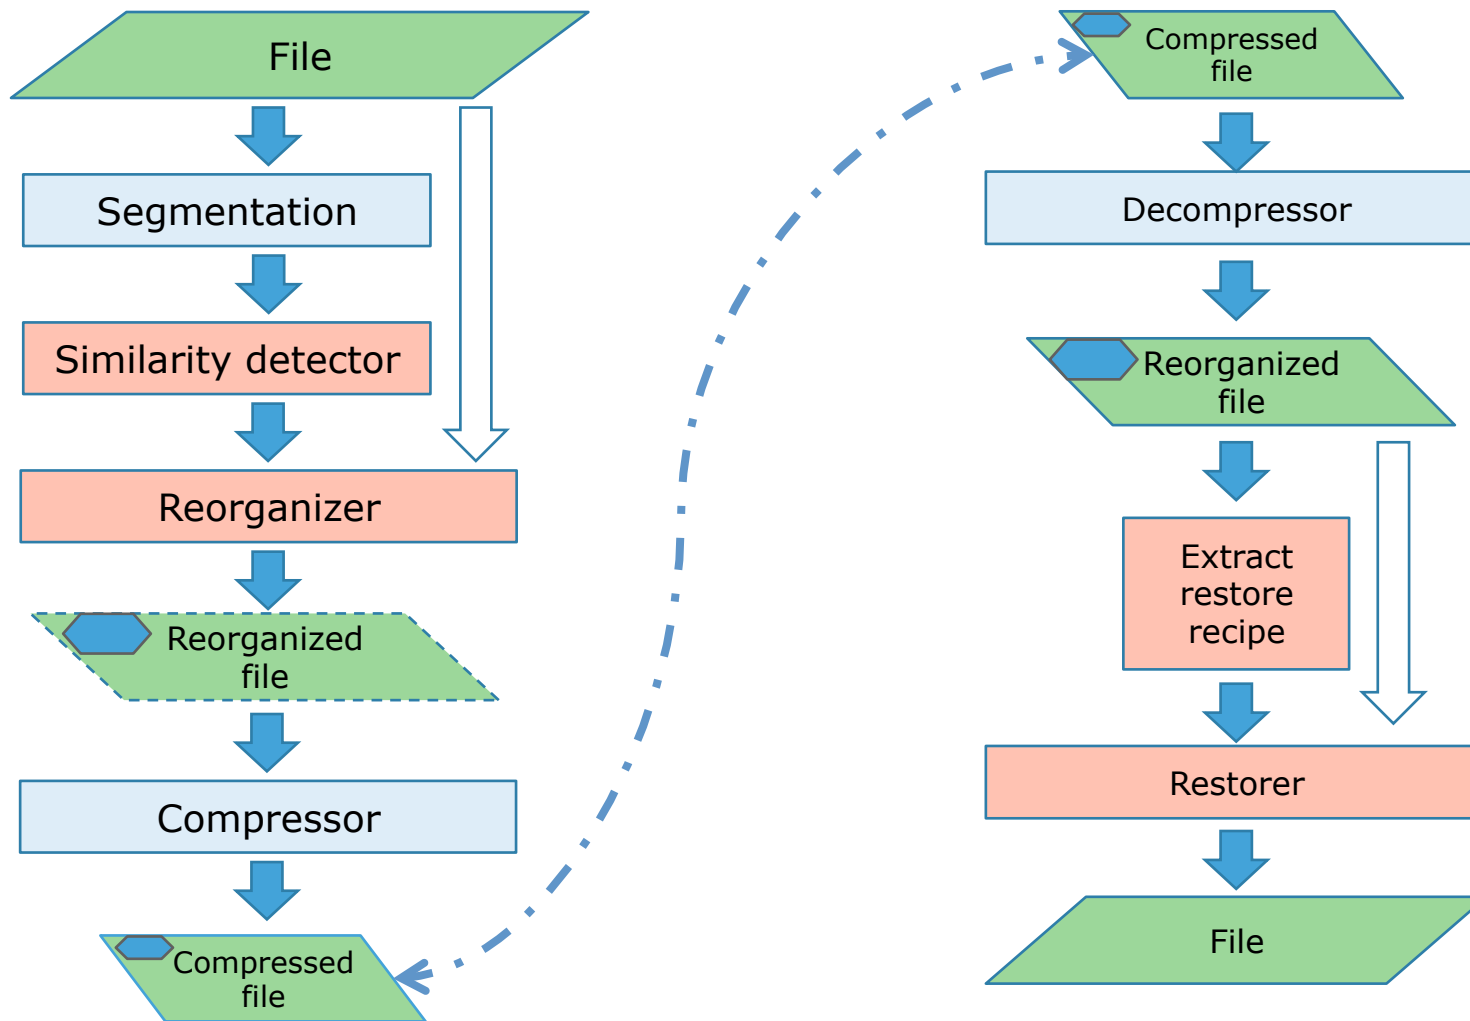 File
Segmentation
Similarity detector
Reorganizer
Reorganized
file
Compressor
Compressed
file
Compressed
file
Decompressor
Reorganized
file
Extract
restore
recipe
Restorer
File